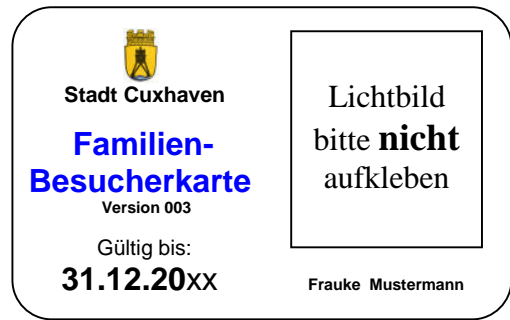 Stadt Cuxhaven
Familien-
Besucherkarte
Version 003
Gültig bis:
31.12.20xx
Lichtbild
bitte nicht
aufkleben
Frauke Mustermann